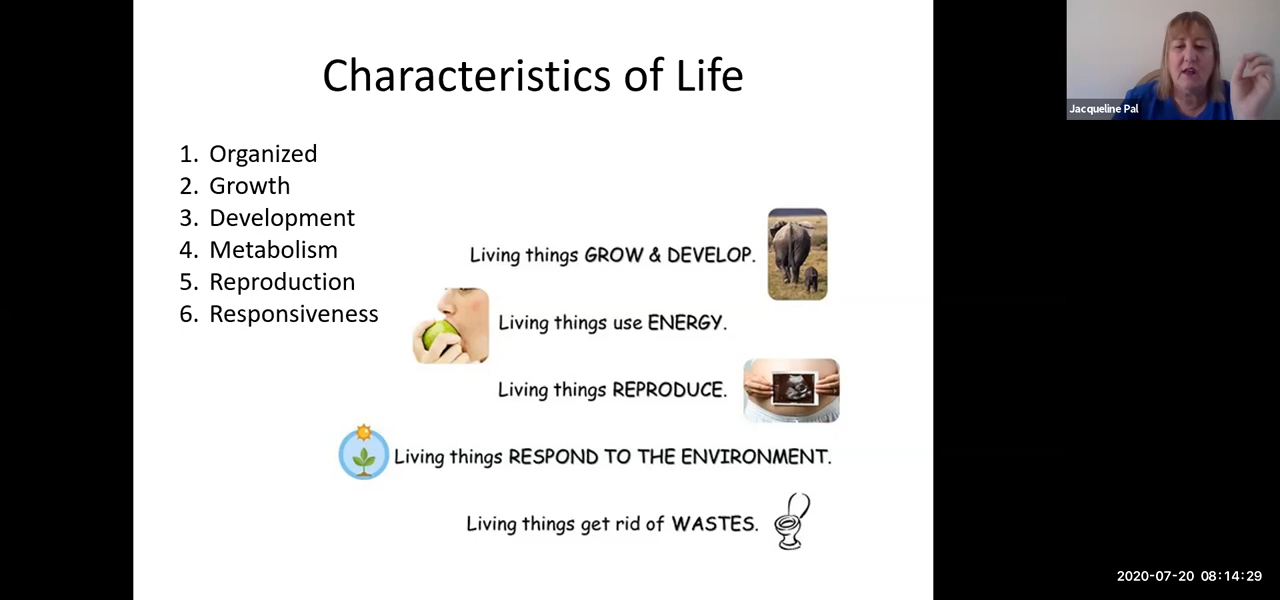 Characteristics of Life
1. Organized
2. Growth
3. Development
4. Metabolism
5. Reproduction
6. Responsiveness
Living things GROW & DEVELOP.
Living things use ENERGY.
Living things REPRODUCE.
Living things RESPOND TO THE ENVIRONMENT.
Living things get rid of WASTES.
Jacqueline Pal
2020-07-20 08:14:29